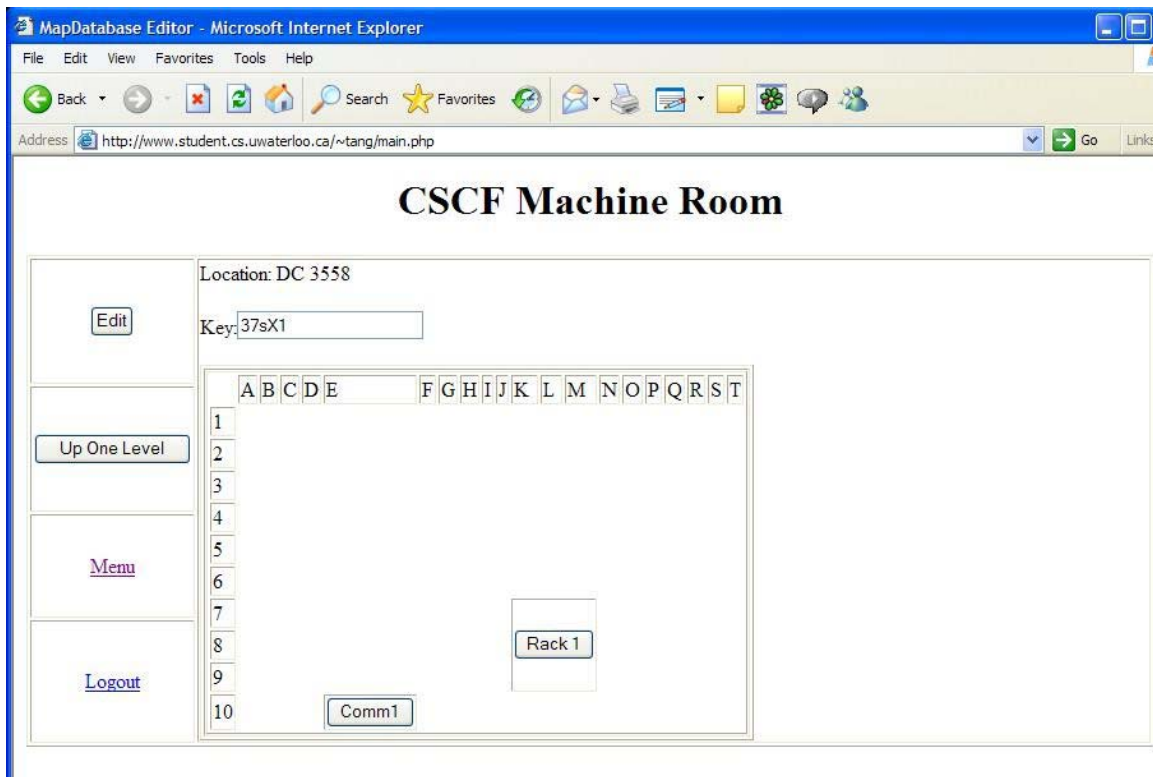 MapDatabase Editor - Microsoft Internet Explorer
File Edit View Favorites Tools Help
Back Search Favorites
Address http://www.student.cs.uwaterloo.ca/~tang/main.php Go Links
CSCF Machine Room
Location: DC 3558
Edit
Key: 37sX1
A B C D E F G H I J K L M N O P Q R S T
1
Up One Level
2
3
4
5
Menu
6
7
8 Rack 1
9
Logout
10 Comm1